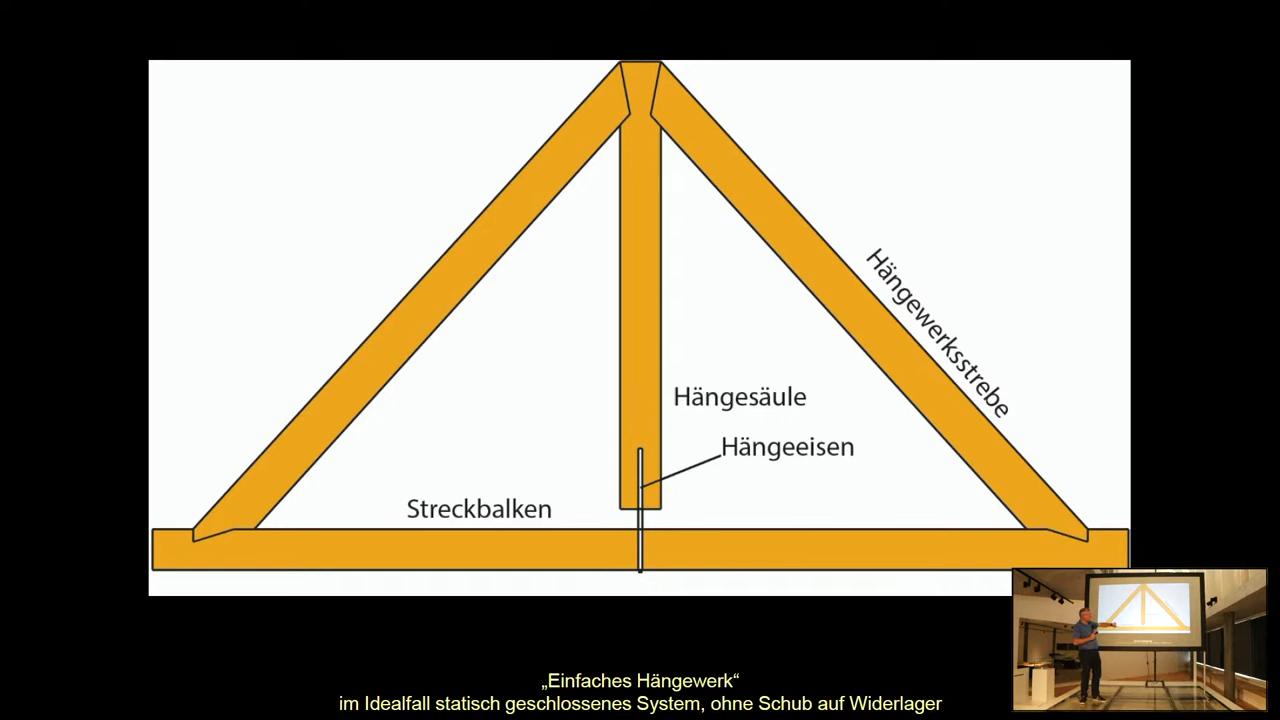 Hängewerksstrebe
Hängesäule
Hängeeisen
Streckbalken
„Einfaches Hängewerk“
im Idealfall statisch geschlossenes System, ohne Schub auf Widerlager